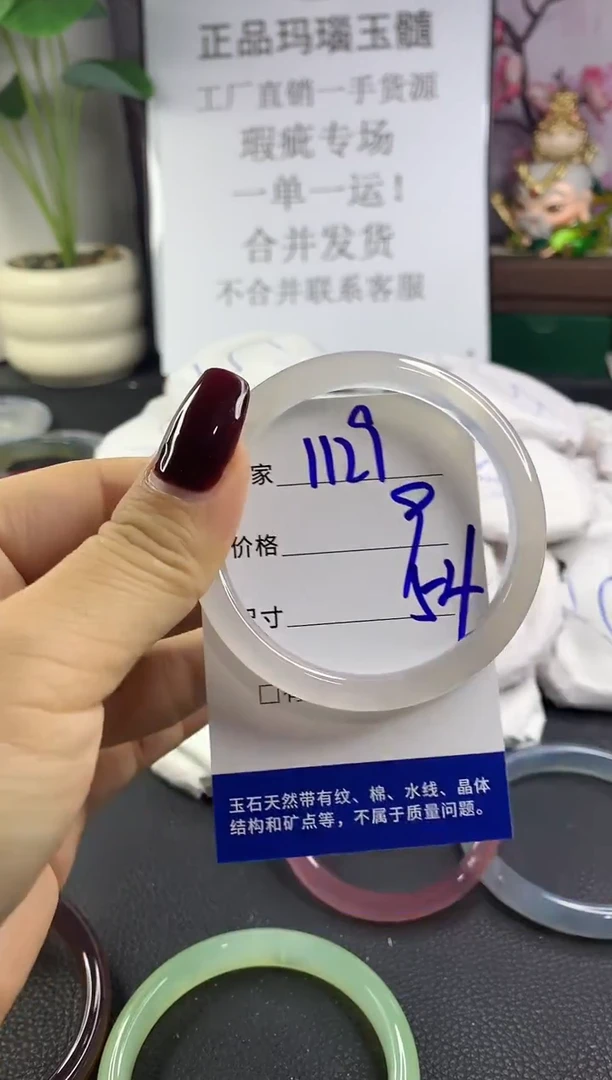 正品玛瑙玉髓
工厂直销一手货源
瑕疵专场
一单一运！
合并发货
不合并联系客服
家 1129
价格 9
寸 54
玉石天然带有纹、棉、水线、晶体
结构和矿点等，不属于质量问题。